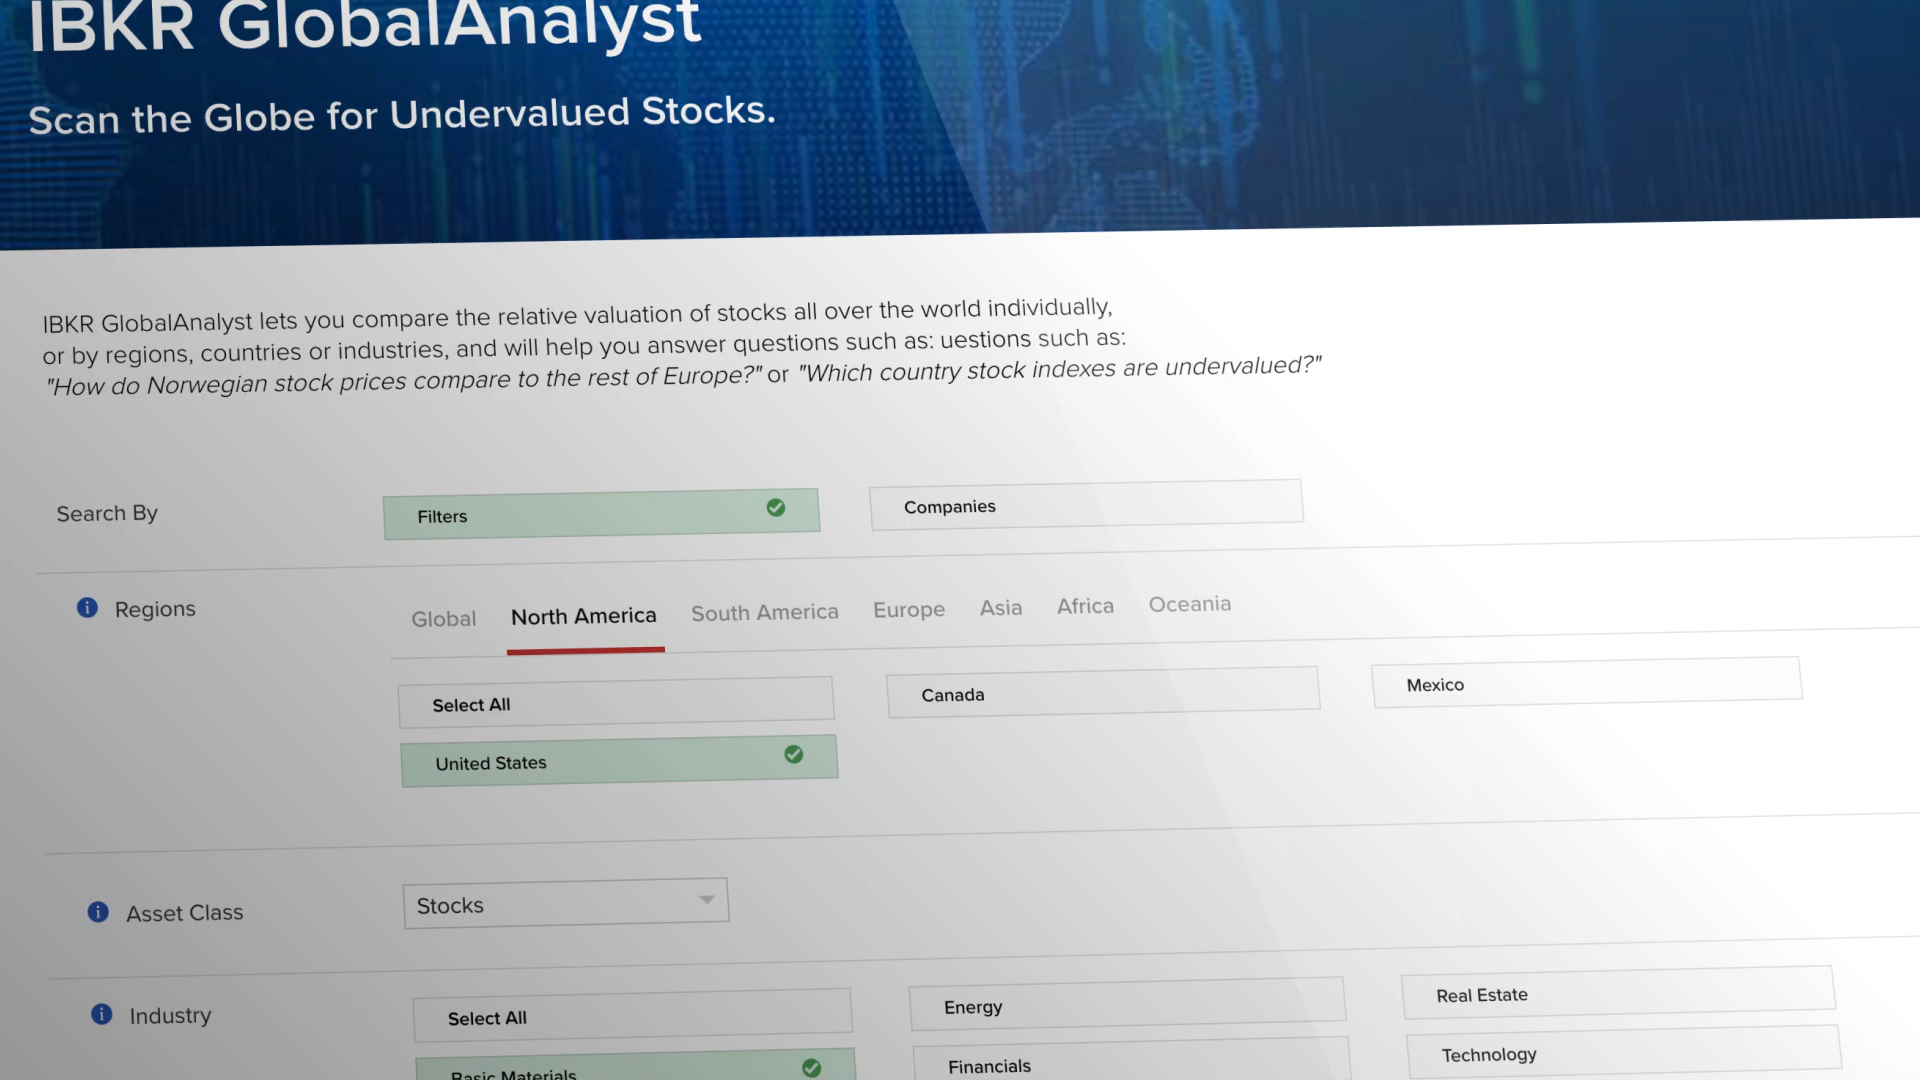 IBKR GlobalAnalyst
Scan the Globe for Undervalued Stocks.
IBKR GlobalAnalyst lets you compare the relative valuation of stocks all over the world individually,
or by regions, countries or industries, and will help you answer questions such as: uestions such as:
"How do Norwegian stock prices compare to the rest of Europe?" or "Which country stock indexes are undervalued?"
Search By Filters Companies
Regions Global North America South America Europe Asia Africa Oceania
Select All Canada Mexico
United States
Asset Class Stocks
Industry Select All Energy Real Estate
Basic Materials Financials Technology